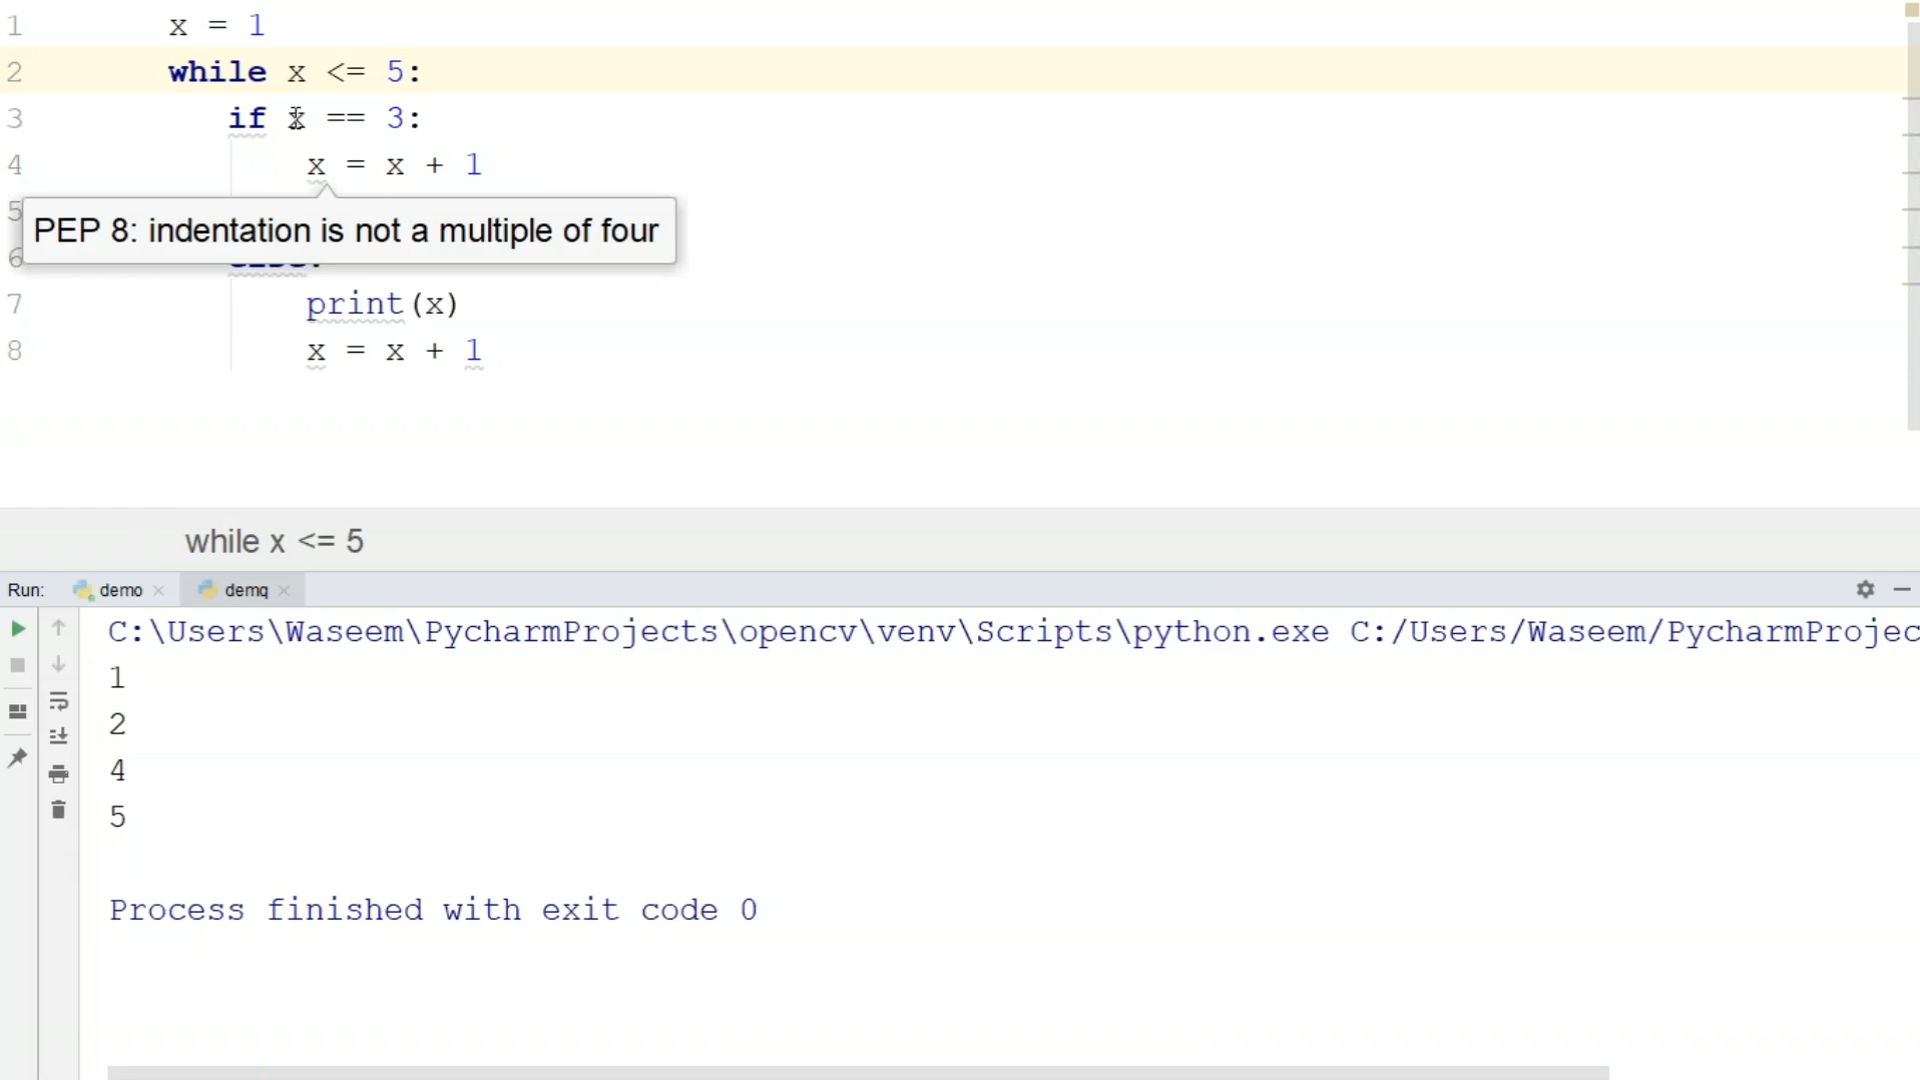 1 x = 1
2 while x <= 5:
3 if x == 3:
4 x = x + 1
5
PEP 8: indentation is not a multiple of four
6
7 print(x)
8 x = x + 1
while x <= 5
Run: demo demq
C:\Users\Waseem\PycharmProjects\opencv\venv\Scripts\python.exe C:/Users/Waseem/PycharmProjec
1
2
4
5
Process finished with exit code 0